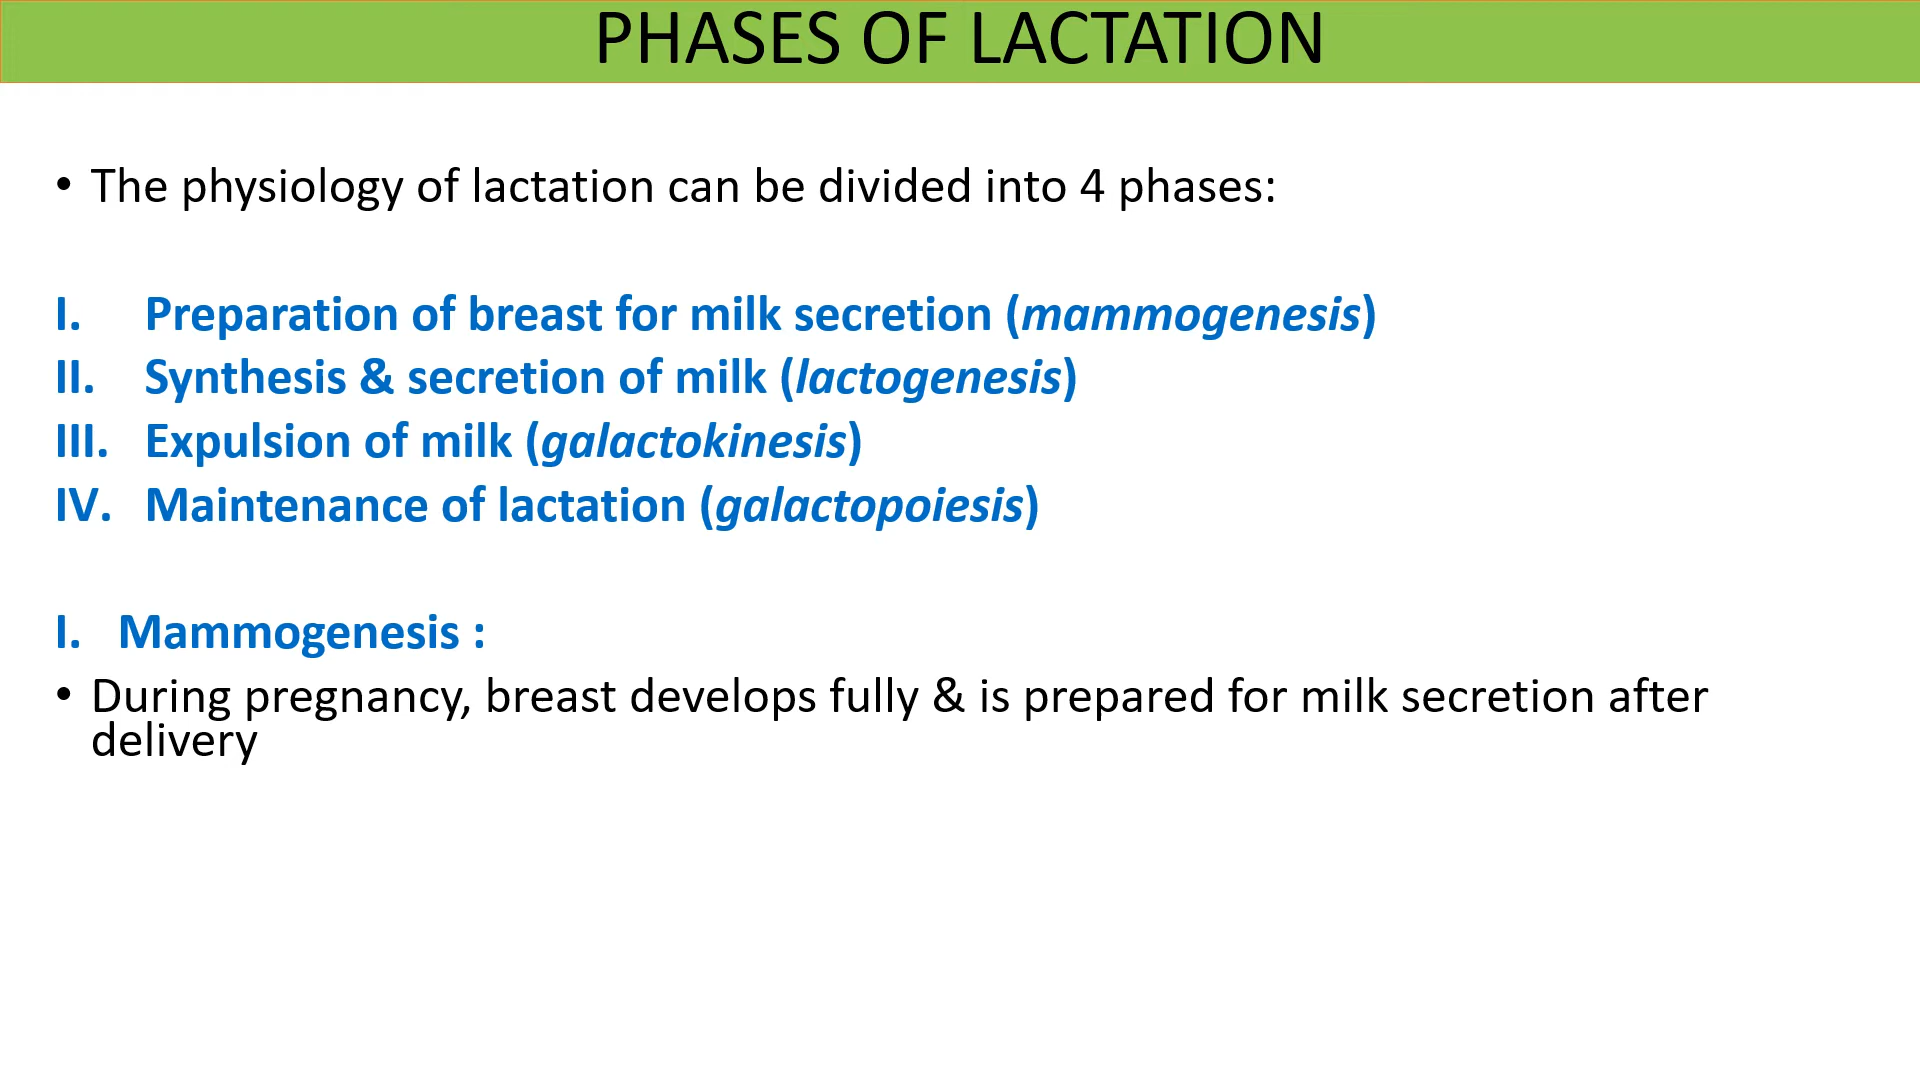 PHASES OF LACTATION
• The physiology of lactation can be divided into 4 phases:
I. Preparation of breast for milk secretion (mammogenesis)
II. Synthesis & secretion of milk (lactogenesis)
III. Expulsion of milk (galactokinesis)
IV. Maintenance of lactation (galactopoiesis)
I. Mammogenesis :
• During pregnancy, breast develops fully & is prepared for milk secretion after
delivery